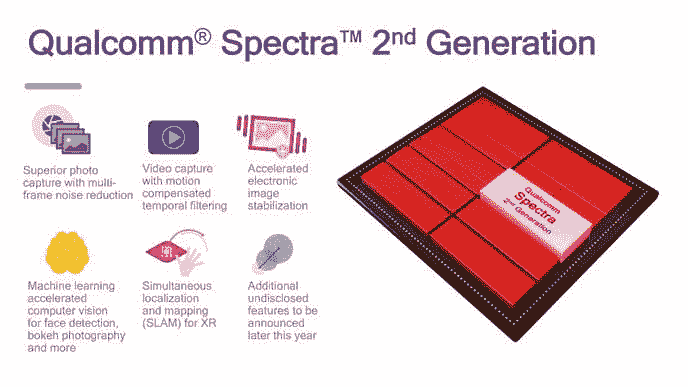 Qualcomm® Spectra™ 2nd Generation
Superior photo
capture with multi-
frame noise reduction
Video capture
with motion
compensated
temporal filtering
Accelerated
electronic
image
stabilization
Machine learning
accelerated
computer vision
for face detection,
bokeh photography
and more
Simultaneous
localization
and mapping
(SLAM) for XR
Additional
undisclosed
features to be
announced
later this year
Qualcomm
Spectra
2nd Generation